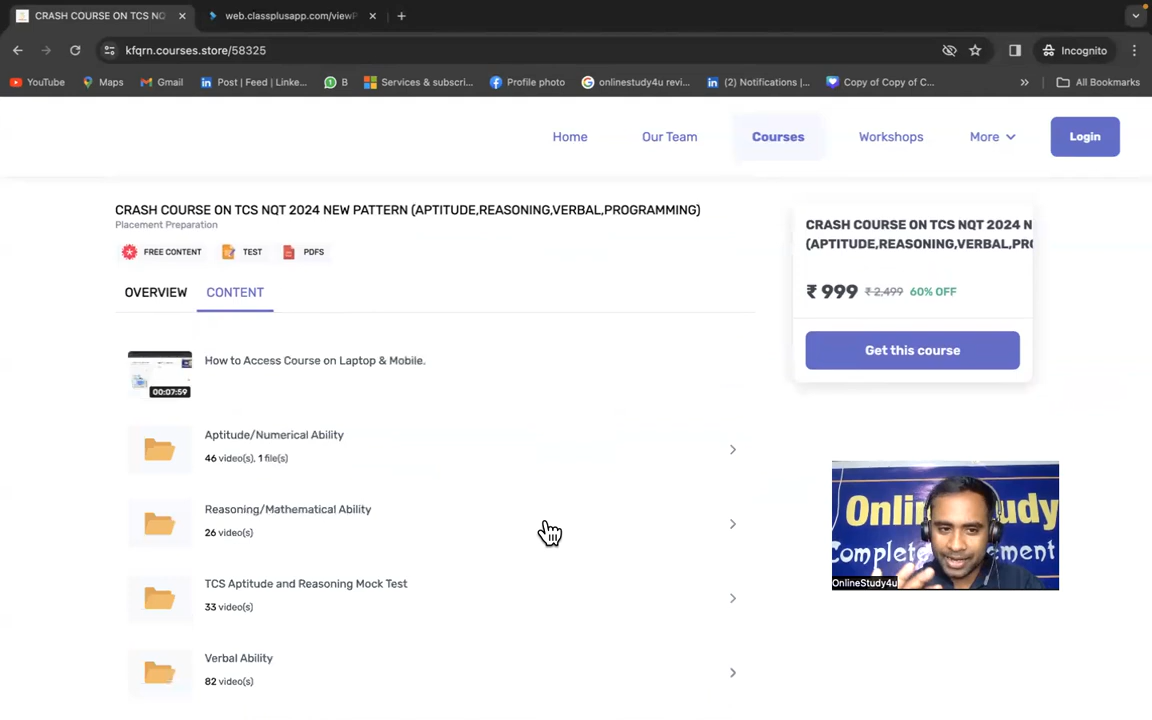 CRASH COURSE ON TCS NQ
web.classplusapp.com/viewP
kfqrn.courses.store/58325
Incognito
YouTube
Maps
Gmail
Post | Feed | Linke...
B
Services & subscri...
Profile photo
onlinestudy4u revi...
(2) Notifications |...
Copy of Copy of C...
»
All Bookmarks
Home
Our Team
Courses
Workshops
More
Login
CRASH COURSE ON TCS NQT 2024 NEW PATTERN (APTITUDE,REASONING,VERBAL,PROGRAMMING)
Placement Preparation
FREE CONTENT
TEST
PDFS
OVERVIEW
CONTENT
CRASH COURSE ON TCS NQT 2024 N
(APTITUDE,REASONING,VERBAL,PR
₹ 999 ₹ 2,499 60% OFF
Get this course
How to Access Course on Laptop & Mobile.
00:07:59
Aptitude/Numerical Ability
46 video(s), 1 file(s)
Reasoning/Mathematical Ability
26 video(s)
TCS Aptitude and Reasoning Mock Test
33 video(s)
Verbal Ability
82 video(s)
OnlineStudy4u